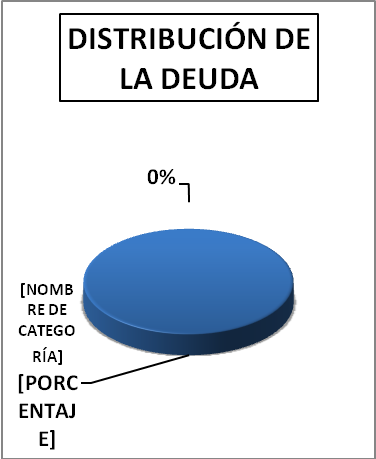 DISTRIBUCIÓN DE
LA DEUDA
0%
[NOMB
RE DE
CATEGO
RÍA]
[PORC
ENTAJ
E]